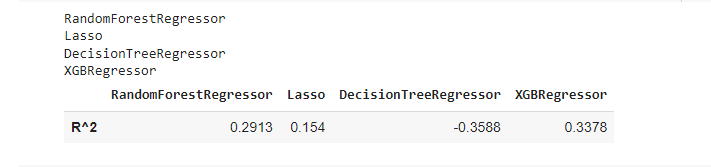 RandomForestRegressor
Lasso
DecisionTreeRegressor
XGBRegressor
RandomForestRegressor Lasso DecisionTreeRegressor XGBRegressor
R^2 0.2913 0.154 -0.3588 0.3378